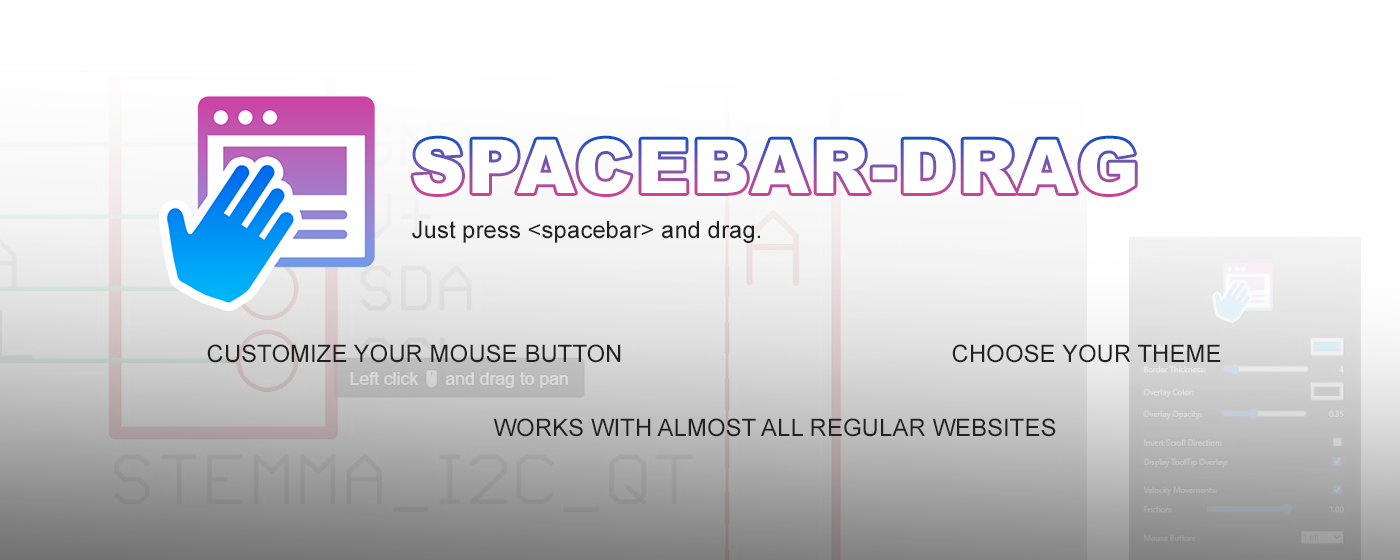 SPACEBAR-DRAG
Just press <spacebar> and drag.
A
SDA
CUSTOMIZE YOUR MOUSE BUTTON
CHOOSE YOUR THEME
Left click and drag to pan
Border Thickness: 4
Overlay Color:
WORKS WITH ALMOST ALL REGULAR WEBSITES
Overlay Opacity: 0.35
Invert Scroll Direction:
Display ToolTip Overlay:
STEMMA_I2C_QT
Velocity Movements:
Friction: 1.00
Mouse Button: